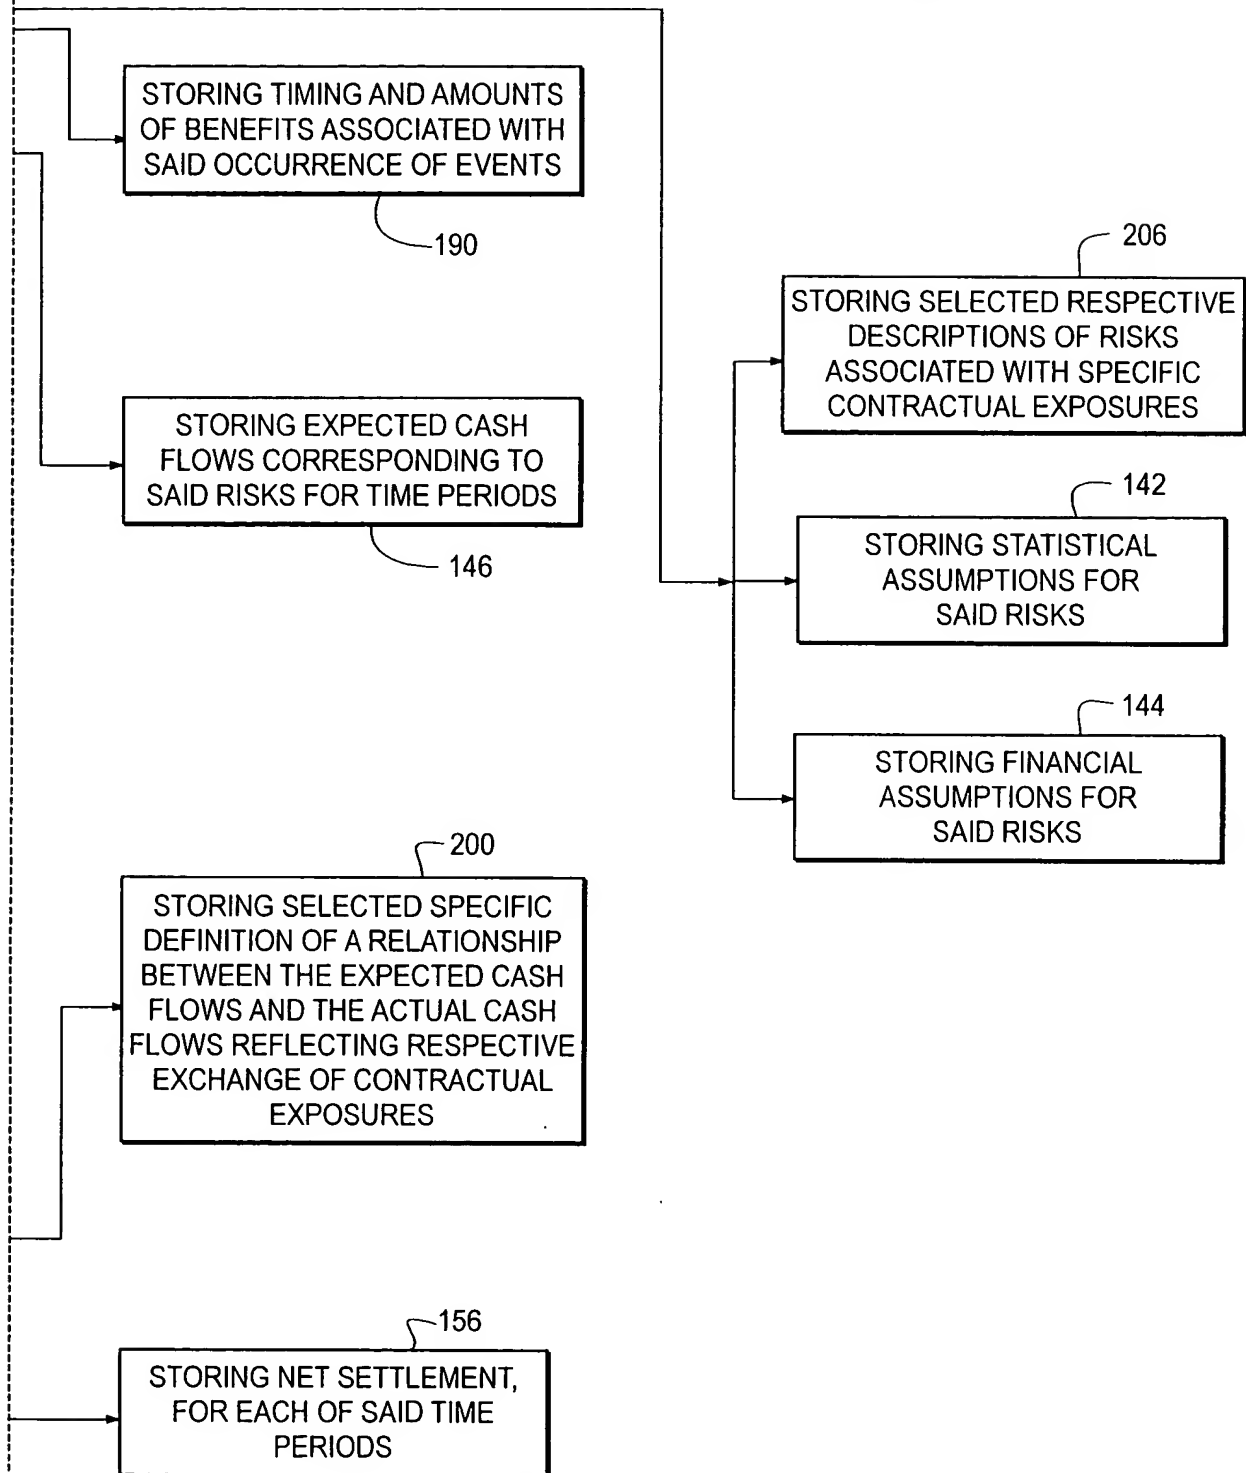 STORING TIMING AND AMOUNTS
OF BENEFITS ASSOCIATED WITH
SAID OCCURRENCE OF EVENTS
190
206
STORING SELECTED RESPECTIVE
DESCRIPTIONS OF RISKS
ASSOCIATED WITH SPECIFIC
CONTRACTUAL EXPOSURES
STORING EXPECTED CASH
FLOWS CORRESPONDING TO
SAID RISKS FOR TIME PERIODS
146
142
STORING STATISTICAL
ASSUMPTIONS FOR
SAID RISKS
144
STORING FINANCIAL
ASSUMPTIONS FOR
SAID RISKS
200
STORING SELECTED SPECIFIC
DEFINITION OF A RELATIONSHIP
BETWEEN THE EXPECTED CASH
FLOWS AND THE ACTUAL CASH
FLOWS REFLECTING RESPECTIVE
EXCHANGE OF CONTRACTUAL
EXPOSURES
156
STORING NET SETTLEMENT,
FOR EACH OF SAID TIME
PERIODS